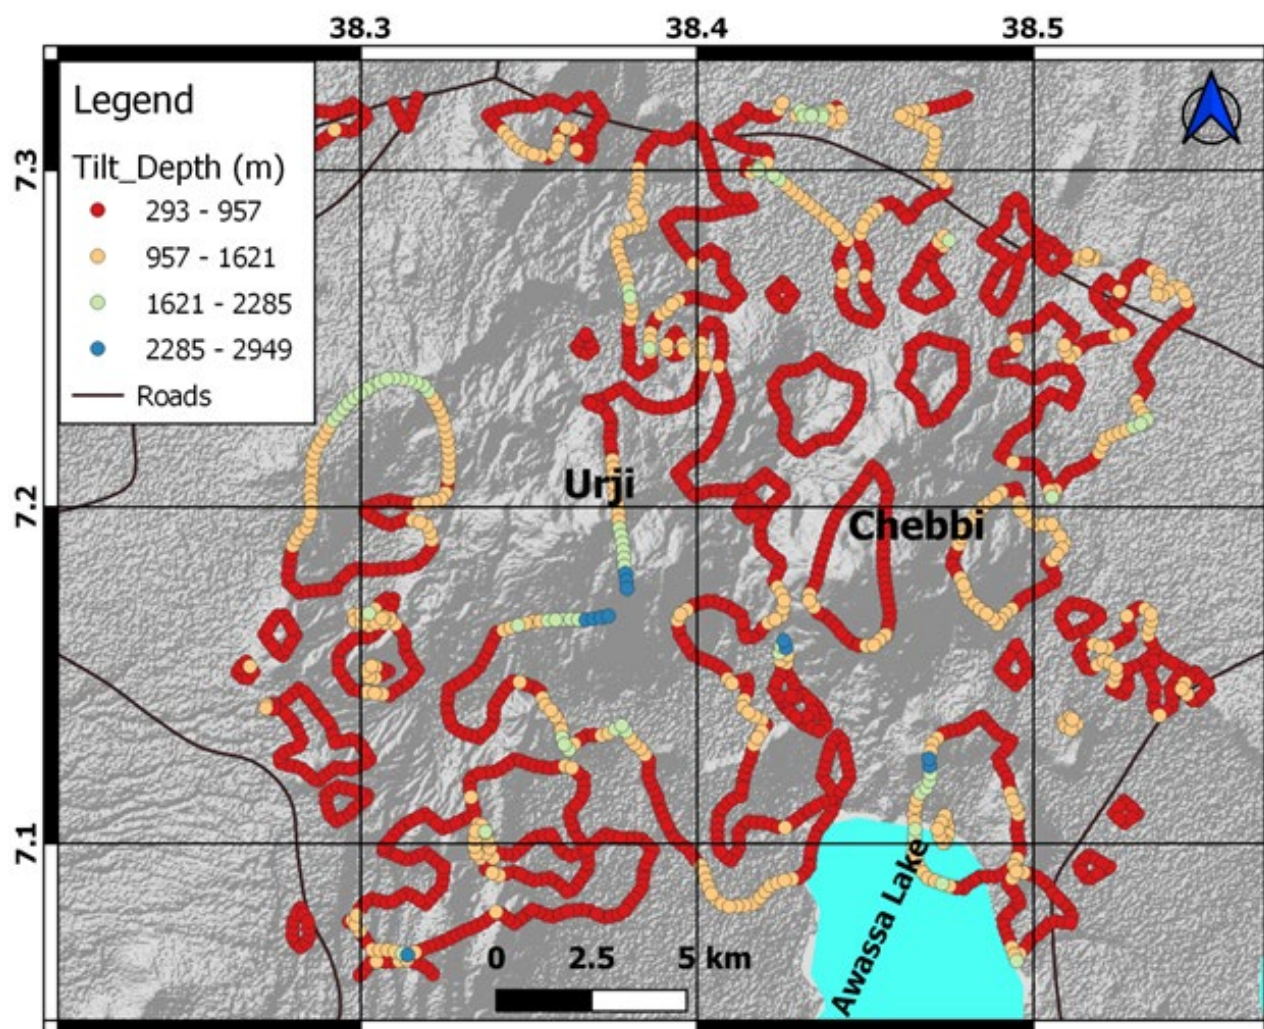 38.3
38.4
38.5
Legend
Tilt_Depth (m)
293 - 957
957 - 1621
1621 - 2285
2285 - 2949
Roads
7.3
7.2
7.1
Urji
Chebbi
0 2.5 5 km
Awassa Lake